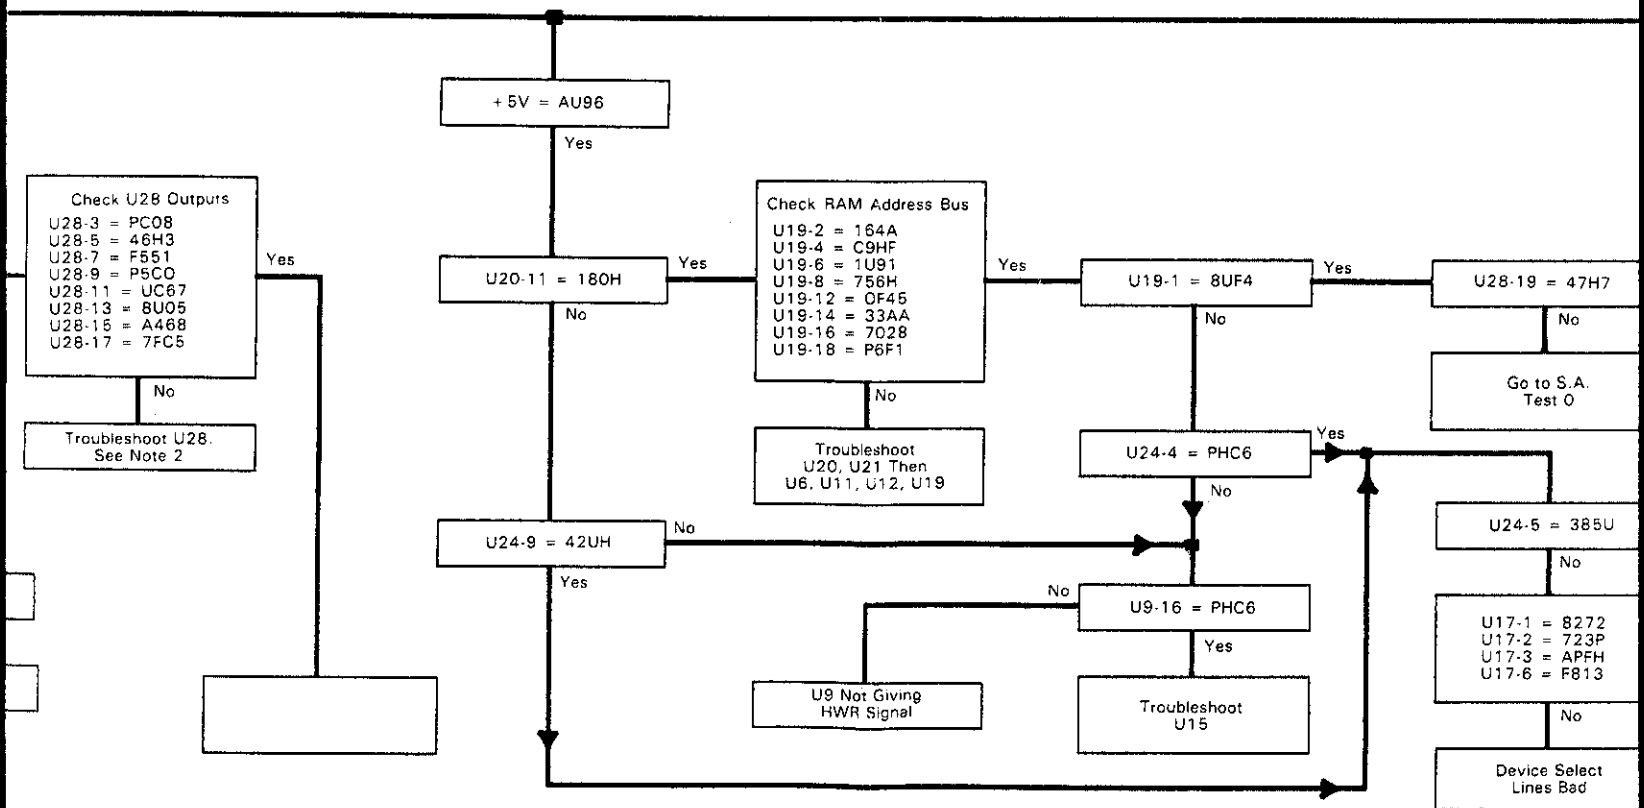 +5V = AU96
Yes
Check U28 Outputs
U28-3 = PC08
U28-5 = 46H3
U28-7 = F551
U28-9 = P5CO
U28-11 = UC67
U28-13 = 8U05
U28-15 = A468
U28-17 = 7FC5
Yes
No
Troubleshoot U28.
See Note 2
U20-11 = 180H
Yes
No
Check RAM Address Bus
U19-2 = 164A
U19-4 = C9HF
U19-6 = 1U91
U19-8 = 756H
U19-12 = 0F45
U19-14 = 33AA
U19-16 = 7028
U19-18 = P6F1
Yes
No
Troubleshoot
U20, U21 Then
U6, U11, U12, U19
U19-1 = 8UF4
Yes
No
U28-19 = 47H7
No
Go to S.A.
Test 0
U24-4 = PHC6
Yes
No
U24-9 = 42UH
No
Yes
U24-5 = 385U
No
U9-16 = PHC6
No
Yes
U9 Not Giving
HWR Signal
Troubleshoot
U15
U17-1 = 8272
U17-2 = 723P
U17-3 = APFH
U17-6 = F813
No
Device Select
Lines Bad